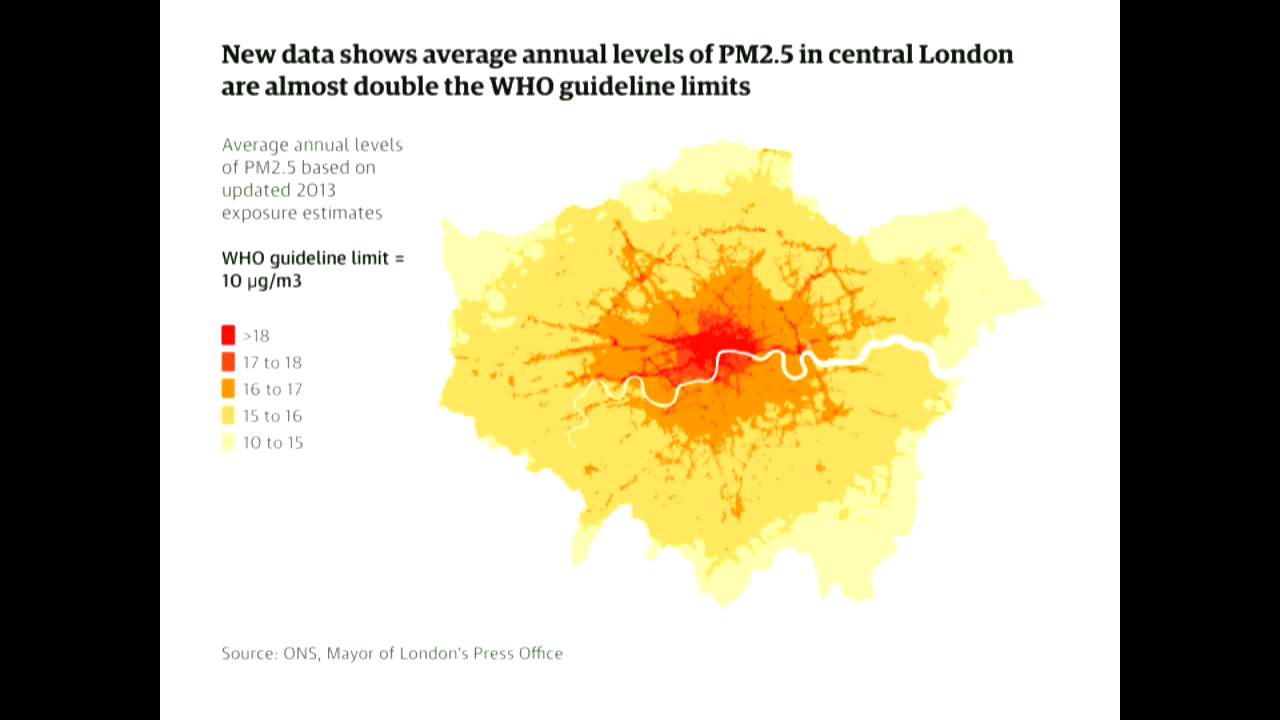 New data shows average annual levels of PM2.5 in central London
are almost double the WHO guideline limits
Average annual levels
of PM2.5 based on
updated 2013
exposure estimates
WHO guideline limit =
10 µg/m3
>18
17 to 18
16 to 17
15 to 16
10 to 15
Source: ONS, Mayor of London's Press Office